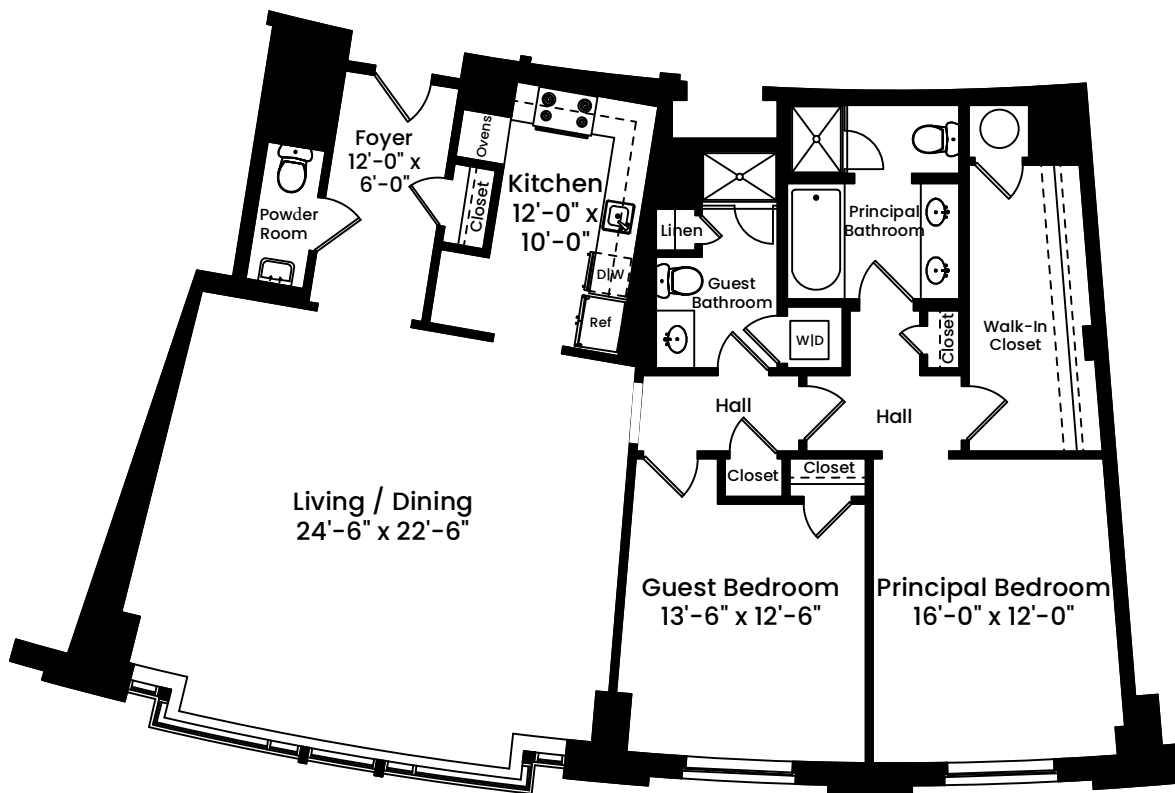 Foyer
12'-0" x
6'-0"
Ovens
Closet
Kitchen
12'-0" x
10'-0"
Powder
Room
D|W
Ref
Linen
Guest
Bathroom
Principal
Bathroom
W|D
Closet
Walk-In
Closet
Hall
Hall
Closet
Closet
Living / Dining
24'-6" x 22'-6"
Guest Bedroom
13'-6" x 12'-6"
Principal Bedroom
16'-0" x 12'-0"